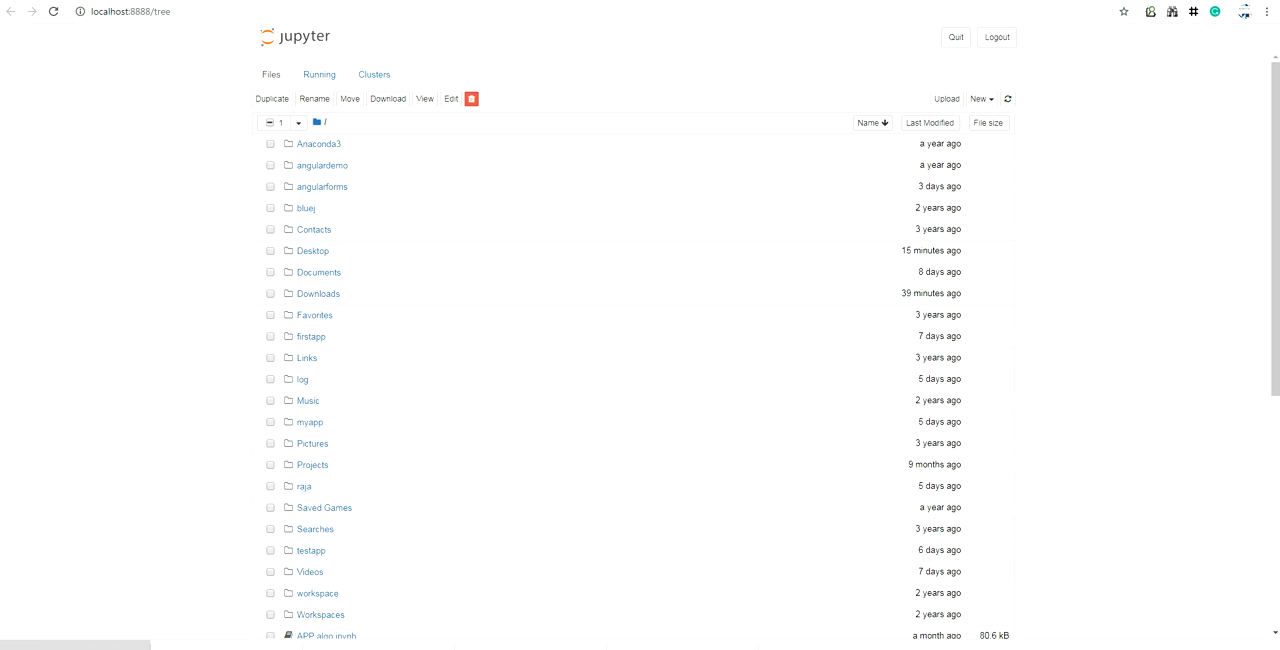 localhost:8888/tree
jupyter
Quit Logout
Files Running Clusters
Duplicate Rename Move Download View Edit Upload New
1 / Name Last Modified File size
Anaconda3 a year ago
angulardemo a year ago
angularforms 3 days ago
bluej 2 years ago
Contacts 3 years ago
Desktop 15 minutes ago
Documents 8 days ago
Downloads 39 minutes ago
Favorites 3 years ago
firstapp 7 days ago
Links 3 years ago
log 5 days ago
Music 2 years ago
myapp 5 days ago
Pictures 3 years ago
Projects 9 months ago
raja 5 days ago
Saved Games a year ago
Searches 3 years ago
testapp 6 days ago
Videos 7 days ago
workspace 2 years ago
Workspaces 2 years ago
APP algo.ipynb a month ago 80.6 kB